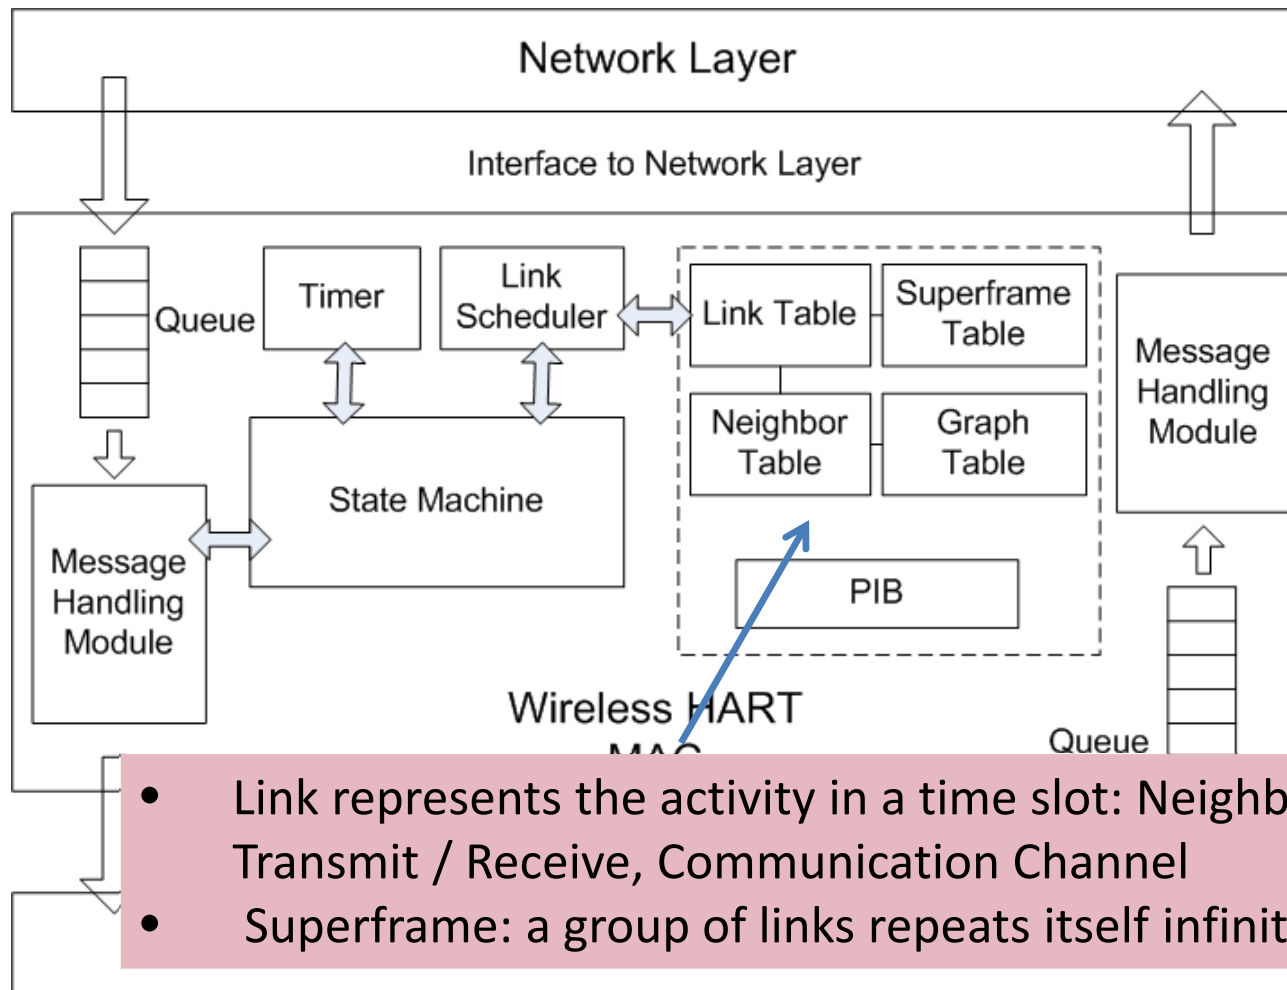 Network Layer
Interface to Network Layer
Queue
Timer
Link
Scheduler
Link Table
Superframe
Table
Neighbor
Table
Graph
Table
PIB
State Machine
Message
Handling
Module
Message
Handling
Module
Queue
Wireless HART
MAC
• Link represents the activity in a time slot: Neighb
Transmit / Receive, Communication Channel
• Superframe: a group of links repeats itself infinit